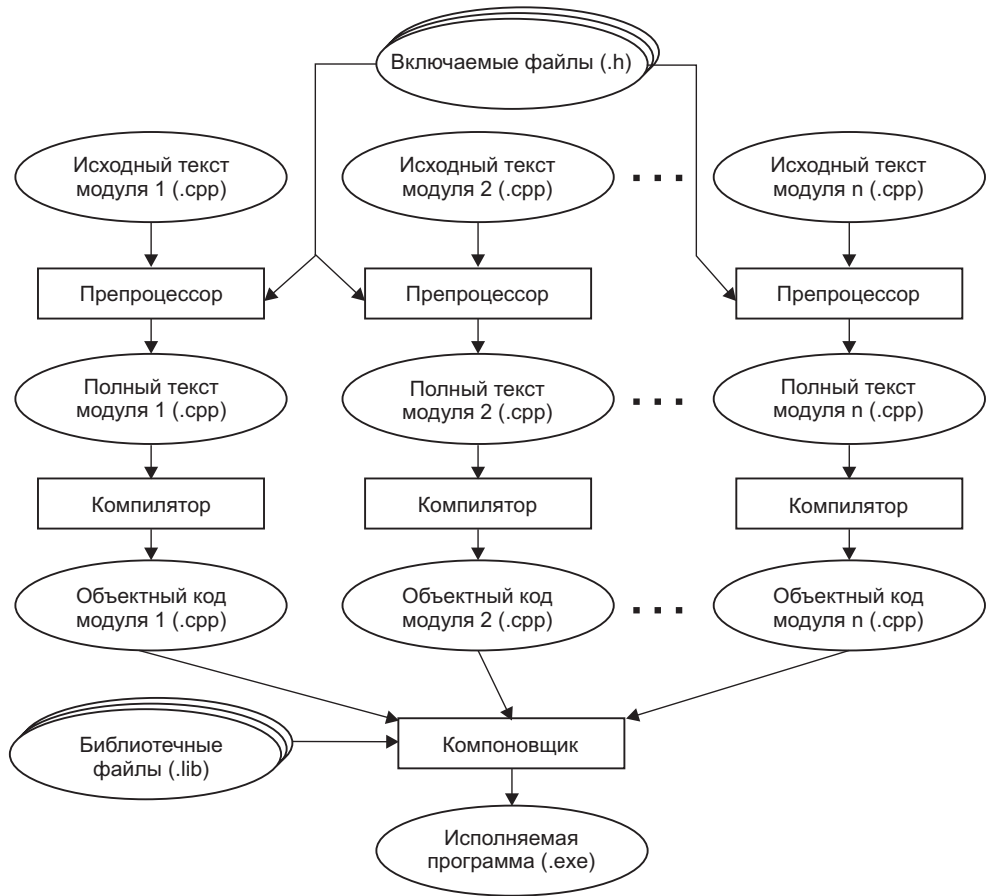 Включаемые файлы (.h)
Исходный текст
модуля 1 (.cpp)
Исходный текст
модуля 2 (.cpp)
. . .
Исходный текст
модуля n (.cpp)
Препроцессор
Препроцессор
Препроцессор
Полный текст
модуля 1 (.cpp)
Полный текст
модуля 2 (.cpp)
. . .
Полный текст
модуля n (.cpp)
Компилятор
Компилятор
Компилятор
Объектный код
модуля 1 (.cpp)
Объектный код
модуля 2 (.cpp)
. . .
Объектный код
модуля n (.cpp)
Библиотечные
файлы (.lib)
Компоновщик
Исполняемая
программа (.exe)